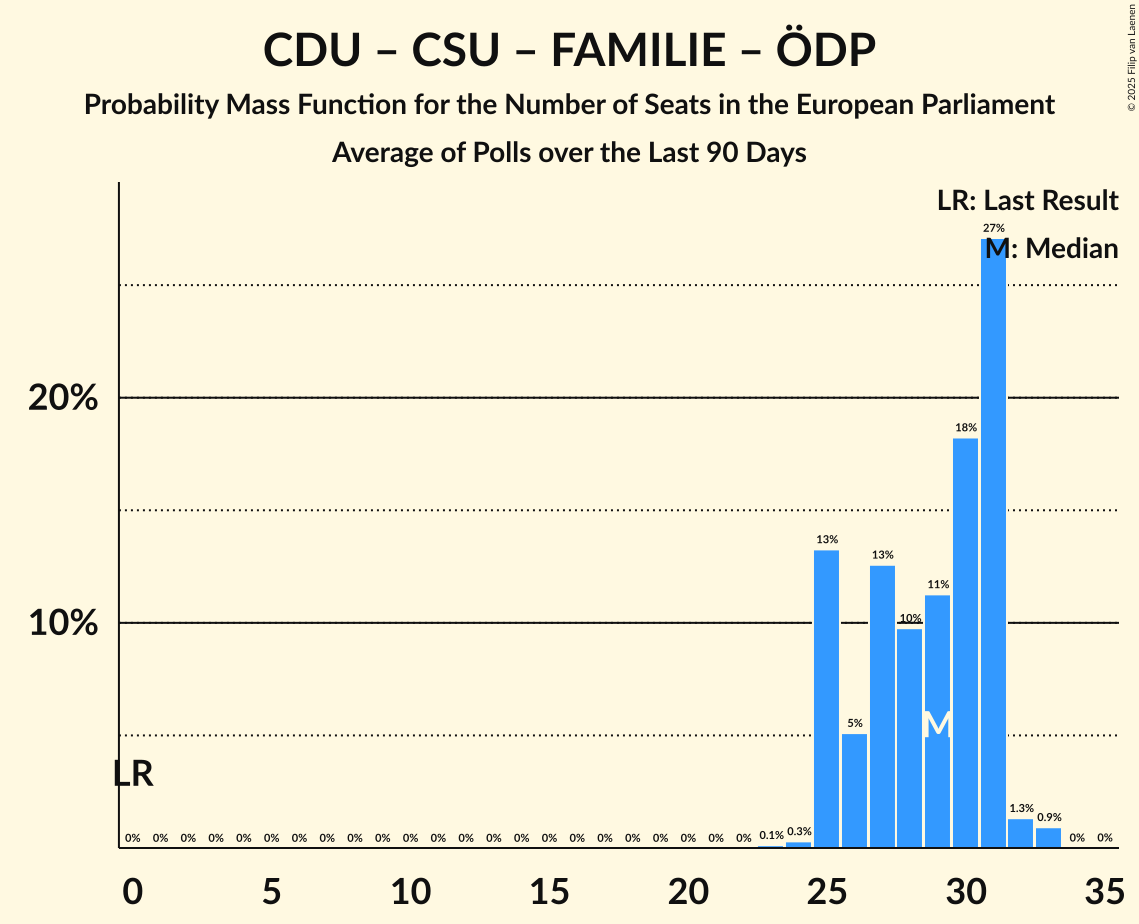 CDU – CSU – FAMILIE – ÖDP
Probability Mass Function for the Number of Seats in the European Parliament
Average of Polls over the Last 90 Days
© 2025 Filip van Laenen
LR: Last Result
M: Median
20%
10%
LR
M
0% 0% 0% 0% 0% 0% 0% 0% 0% 0% 0% 0% 0% 0% 0% 0% 0% 0% 0% 0% 0% 0% 0% 0.1% 0.3% 13% 5% 13% 10% 11% 18% 27% 1.3% 0.9% 0% 0%
0 5 10 15 20 25 30 35